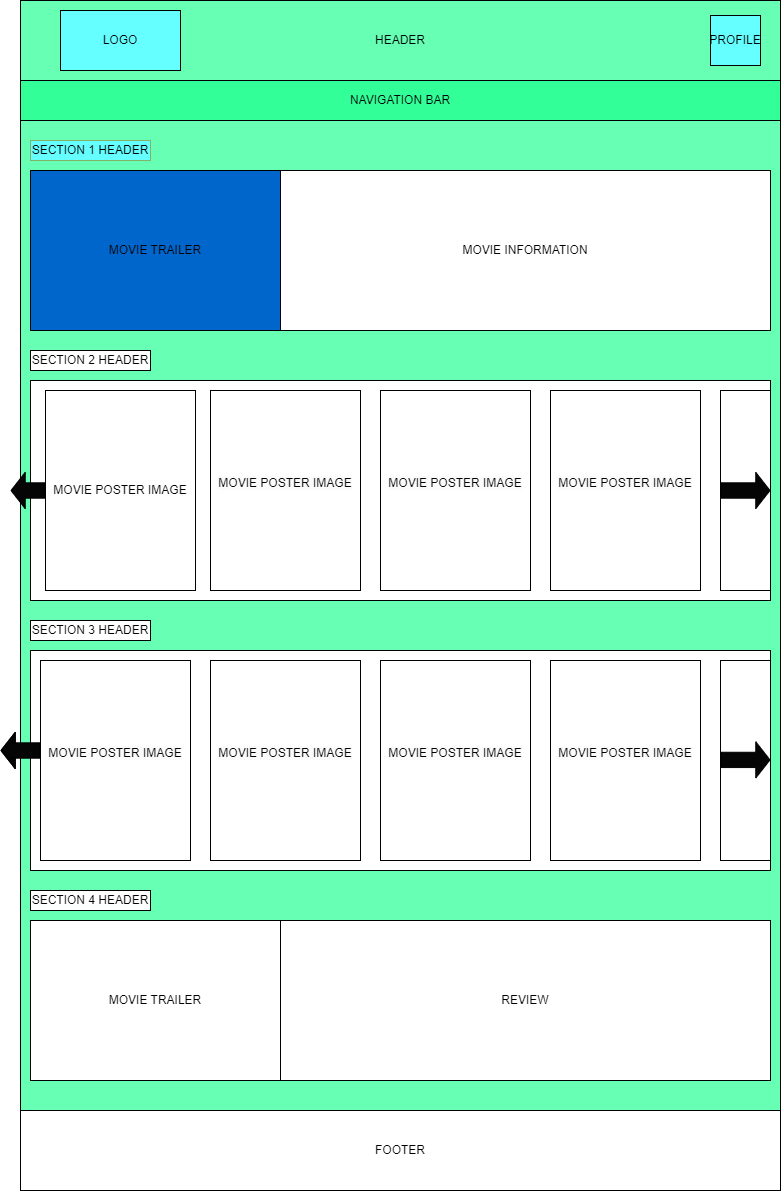 LOGO
HEADER
PROFILE
NAVIGATION BAR
SECTION 1 HEADER
MOVIE TRAILER
MOVIE INFORMATION
SECTION 2 HEADER
MOVIE POSTER IMAGE
MOVIE POSTER IMAGE
MOVIE POSTER IMAGE
MOVIE POSTER IMAGE
SECTION 3 HEADER
MOVIE POSTER IMAGE
MOVIE POSTER IMAGE
MOVIE POSTER IMAGE
MOVIE POSTER IMAGE
SECTION 4 HEADER
MOVIE TRAILER
REVIEW
FOOTER